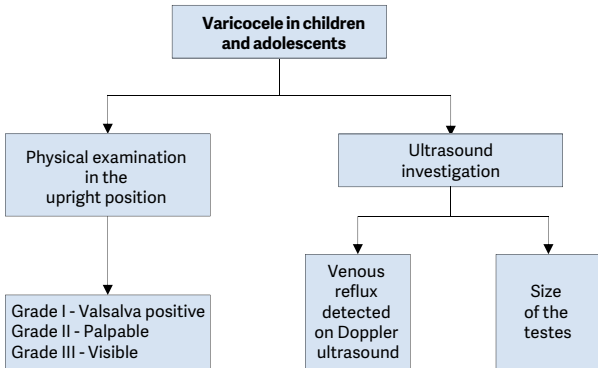 Varicocele in children
and adolescents
Physical examination
in the
upright position
Ultrasound
investigation
Grade I - Valsalva positive
Grade II - Palpable
Grade III - Visible
Venous
reflux
detected
on Doppler
ultrasound
Size
of the
testes